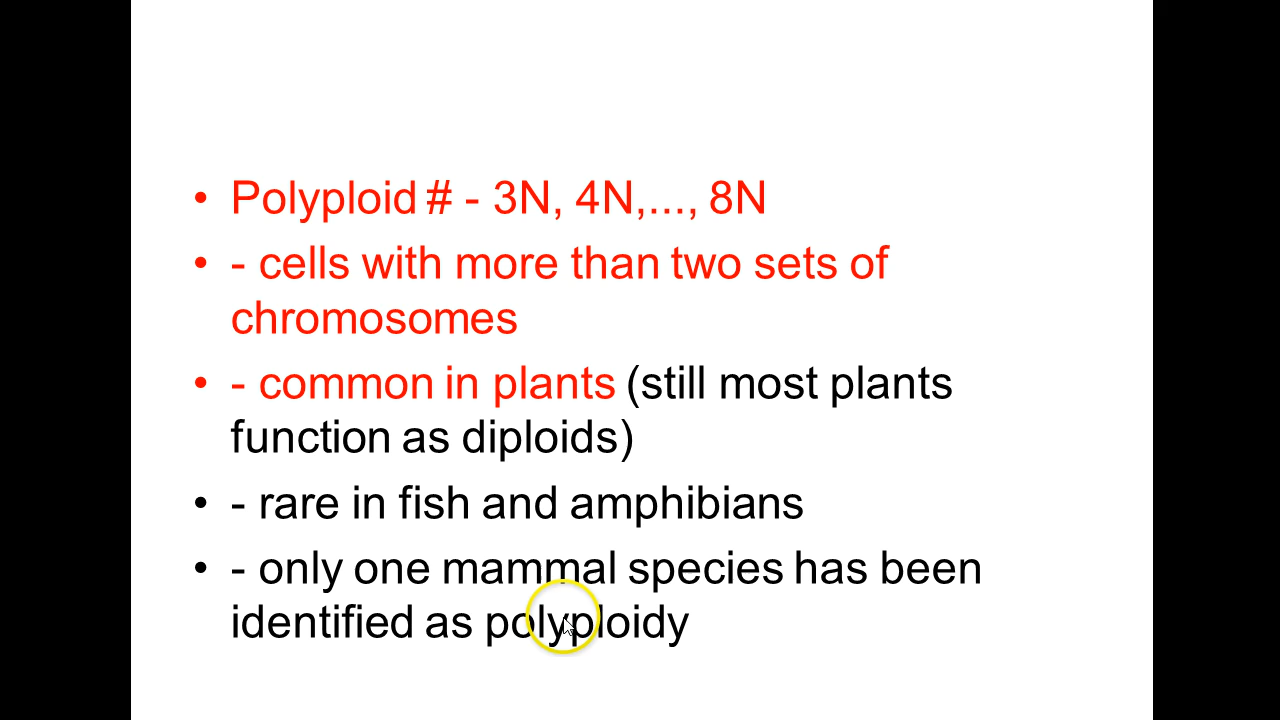 • Polyploid # - 3N, 4N,..., 8N
• - cells with more than two sets of
chromosomes
• - common in plants (still most plants
function as diploids)
• - rare in fish and amphibians
• - only one mammal species has been
identified as polyploidy